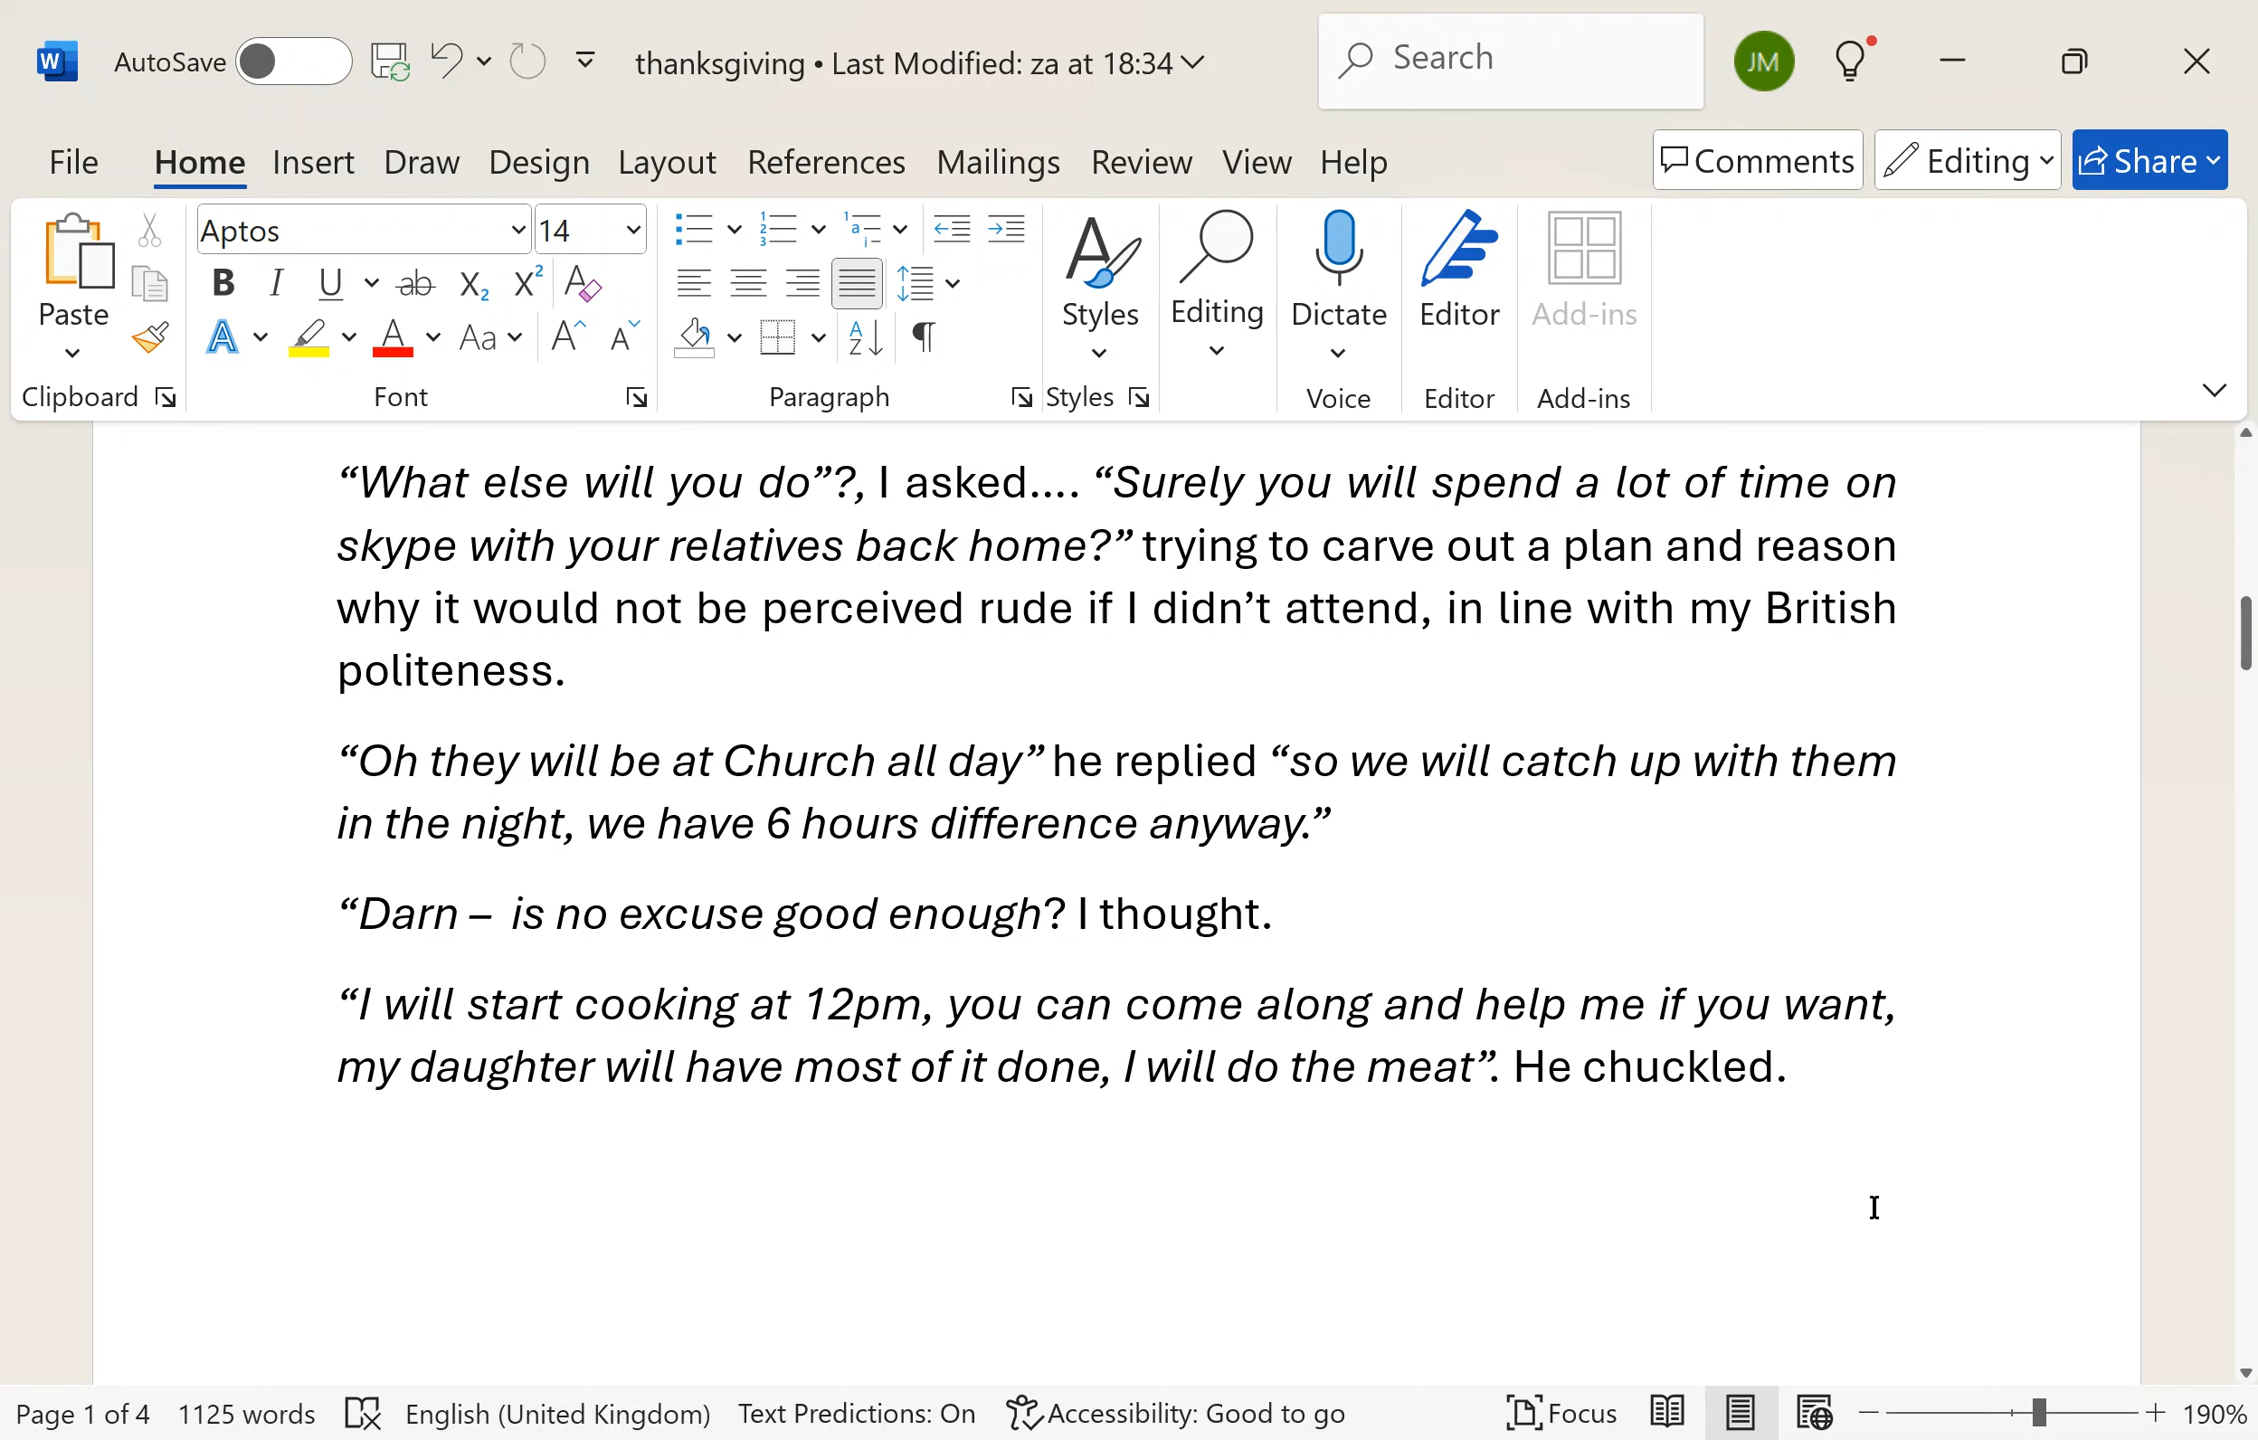 W AutoSave thanksgiving • Last Modified: za at 18:34 Search JM
File Home Insert Draw Design Layout References Mailings Review View Help Comments Editing Share
Paste
Clipboard
Aptos 14
B I U ab X₂ X² A
A A Aa A A
Font
1 2 3 1 a i
A Z ¶
Paragraph
Styles
Styles
Editing
Dictate
Voice
Editor
Editor
Add-ins
Add-ins
“What else will you do”?, I asked.... “Surely you will spend a lot of time on
skype with your relatives back home?” trying to carve out a plan and reason
why it would not be perceived rude if I didn’t attend, in line with my British
politeness.
“Oh they will be at Church all day” he replied “so we will catch up with them
in the night, we have 6 hours difference anyway.”
“Darn – is no excuse good enough? I thought.
“I will start cooking at 12pm, you can come along and help me if you want,
my daughter will have most of it done, I will do the meat”. He chuckled.
Page 1 of 4 1125 words English (United Kingdom) Text Predictions: On Accessibility: Good to go Focus 190%